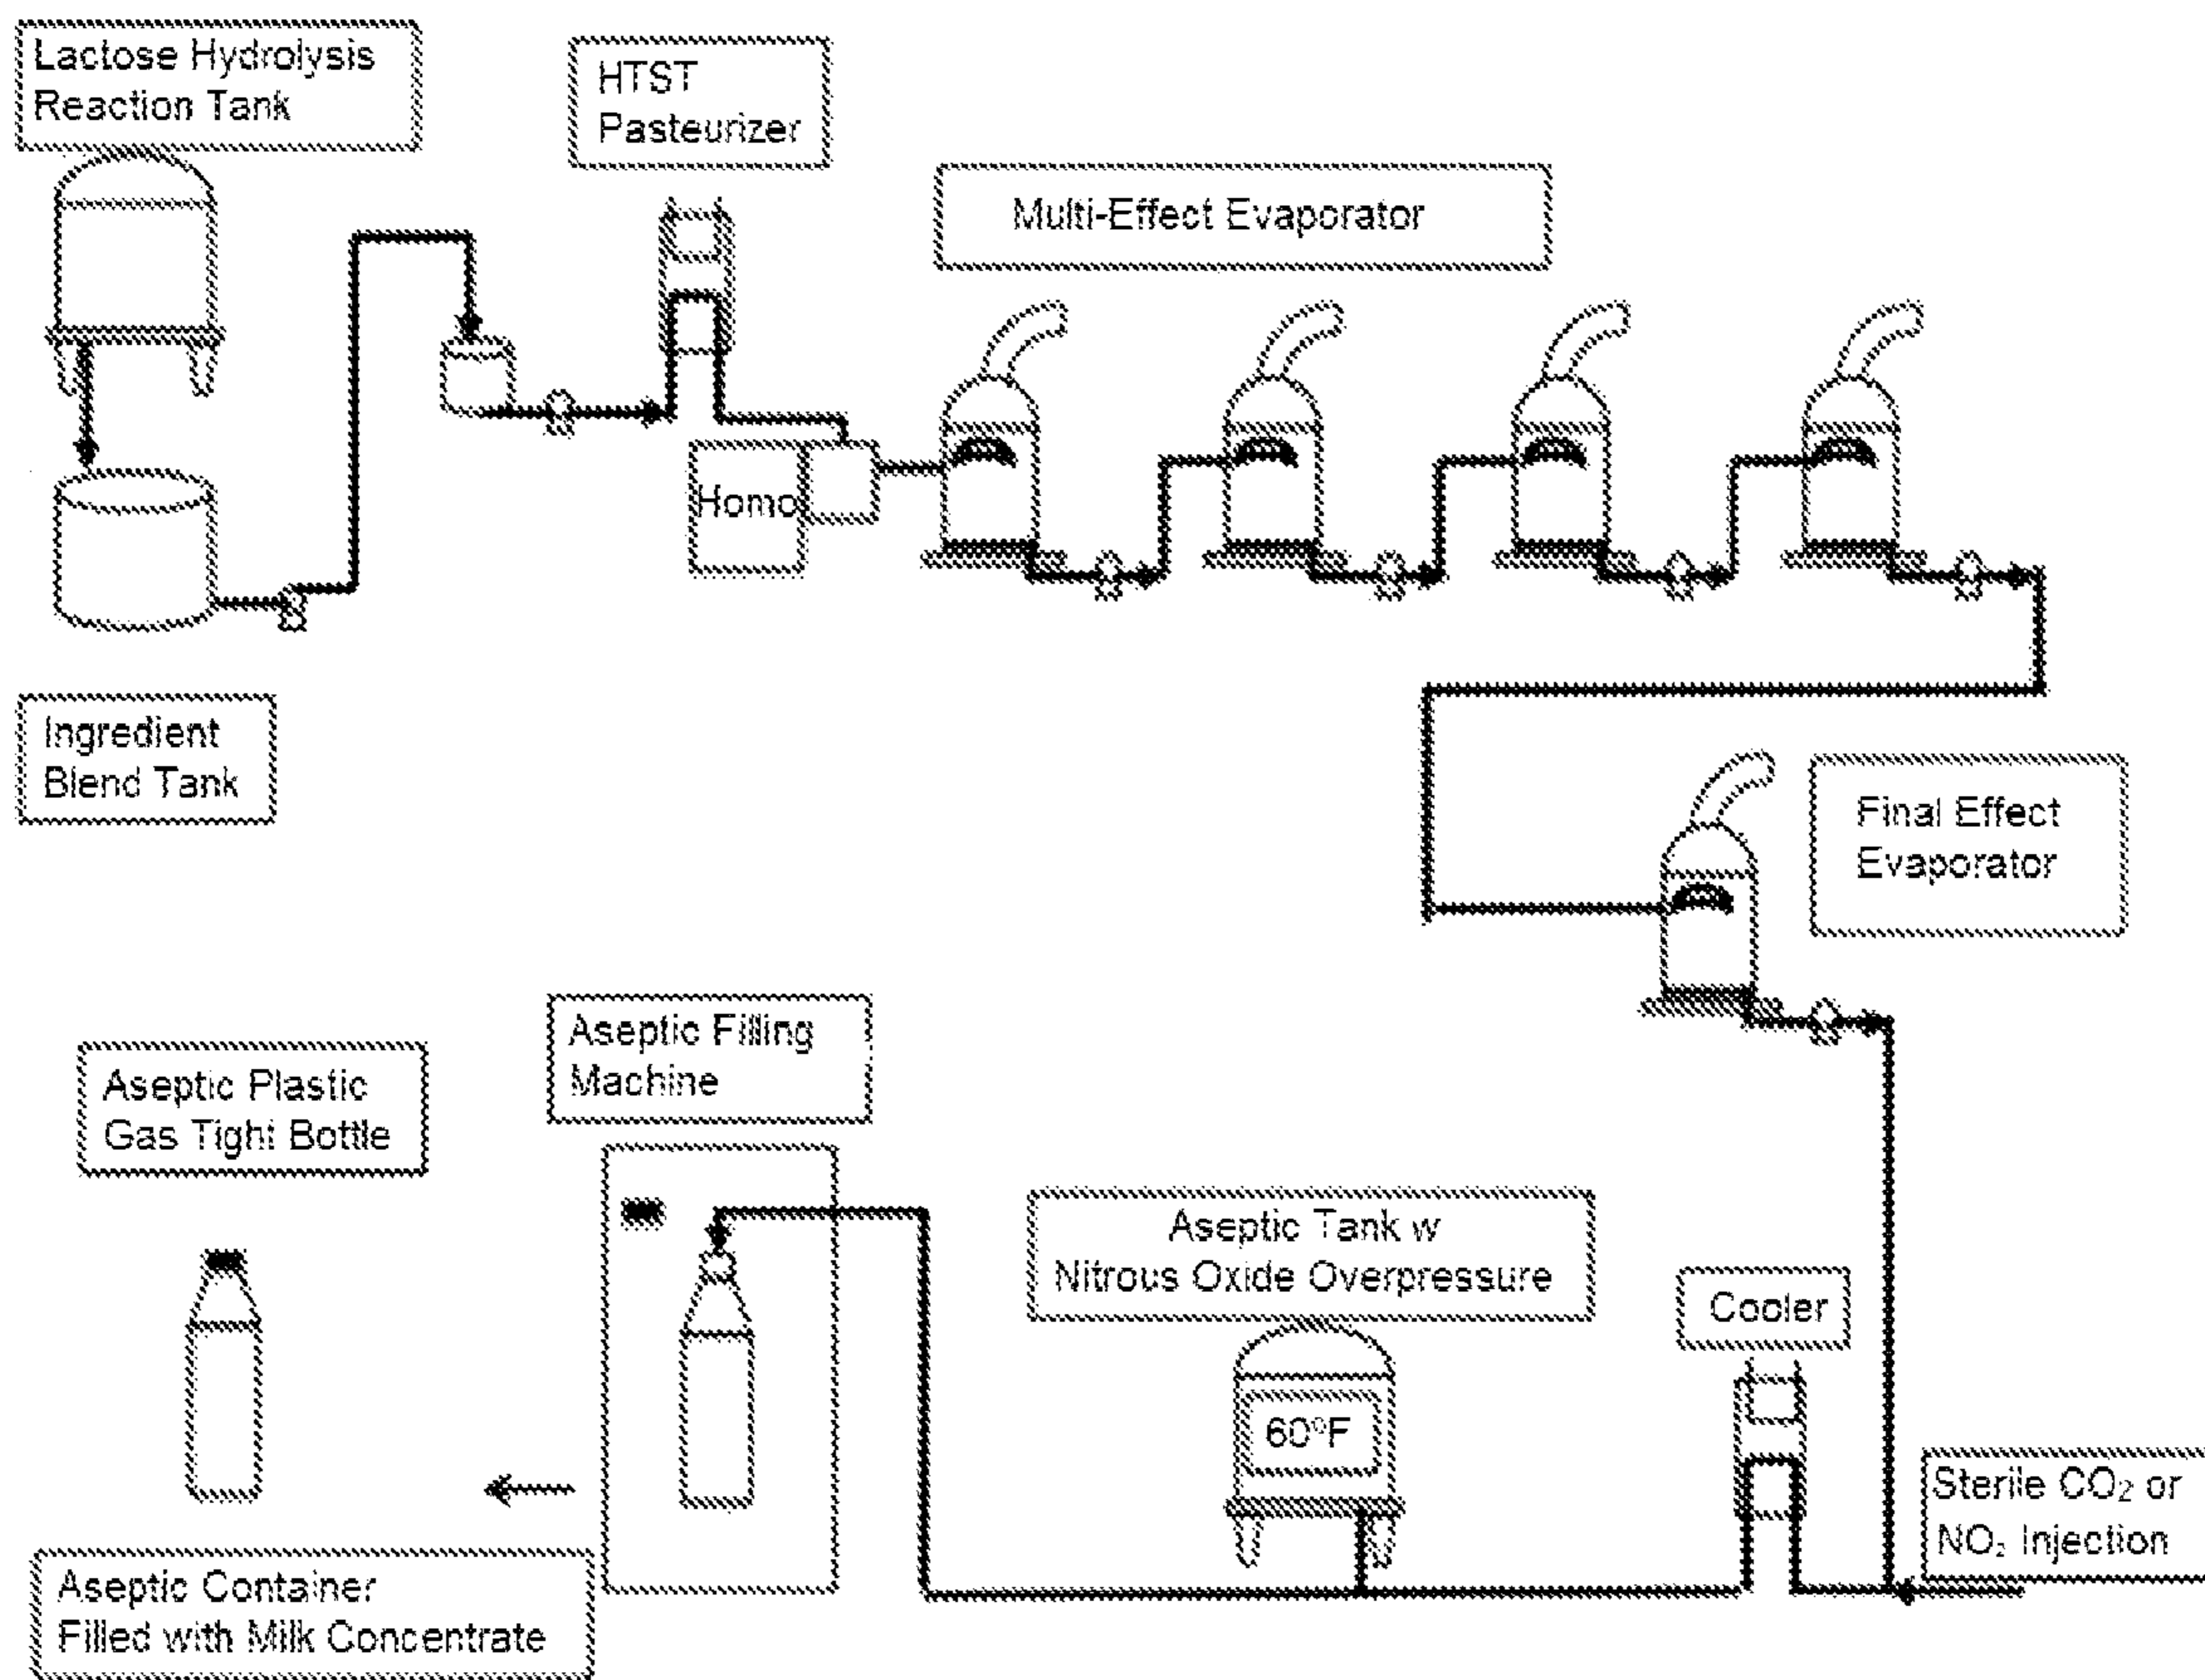 Lactose Hydrolysis
Reaction Tank
HTST
Pasteurizer
Multi-Effect Evaporator
Homo
Ingredient
Blend Tank
Final Effect
Evaporator
Aseptic Filling
Machine
Aseptic Plastic
Gas Tight Bottle
Aseptic Tank w
Nitrous Oxide Overpressure
Cooler
60ºF
Sterile CO₂ or
NO₂ Injection
Aseptic Container
Filled with Milk Concentrate